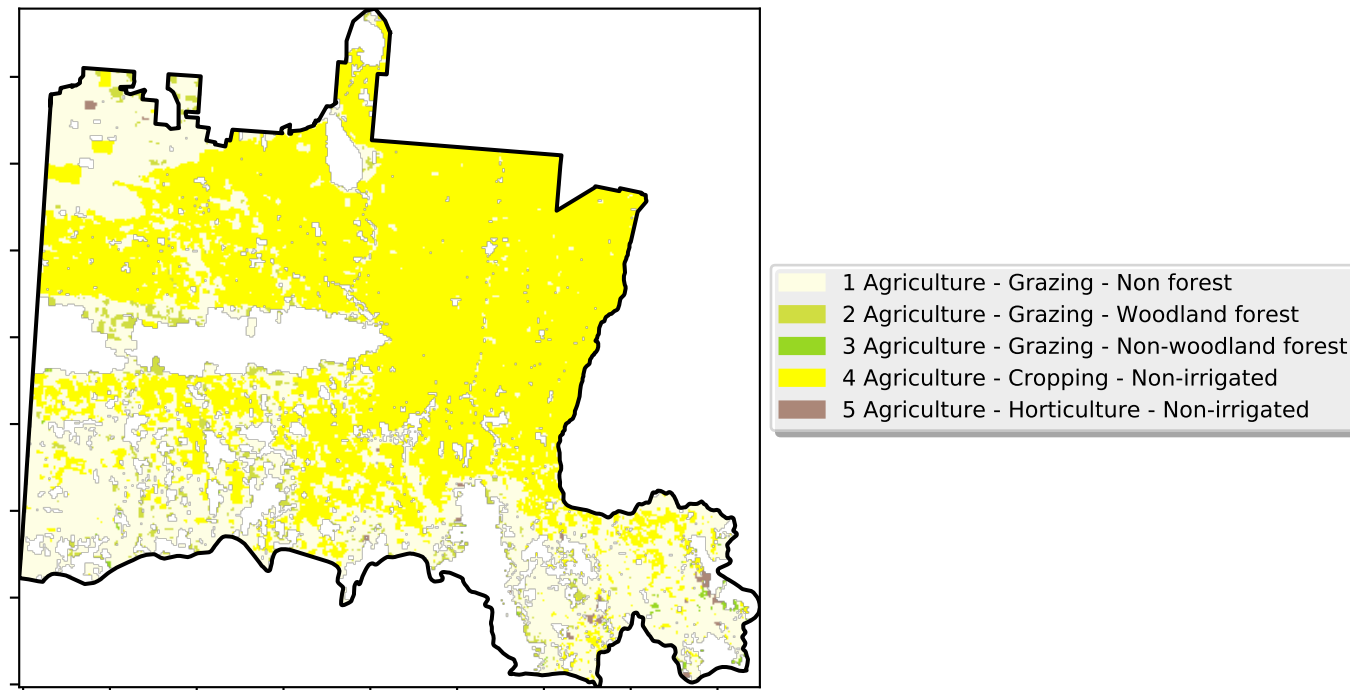 1 Agriculture - Grazing - Non forest
2 Agriculture - Grazing - Woodland forest
3 Agriculture - Grazing - Non-woodland forest
4 Agriculture - Cropping - Non-irrigated
5 Agriculture - Horticulture - Non-irrigated